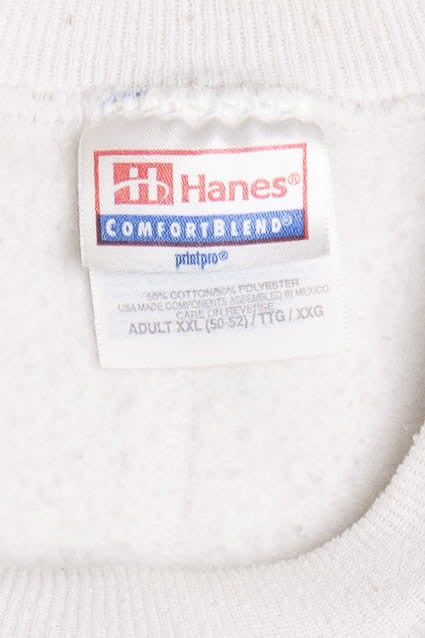 Hanes®
COMFORTBLEND®
printpro®
50% COTTON/50% POLYESTER
USA MADE COMPONENTS ASSEMBLED IN MEXICO
CARE ON REVERSE
ADULT XXL (50-52) / TTG / XXG